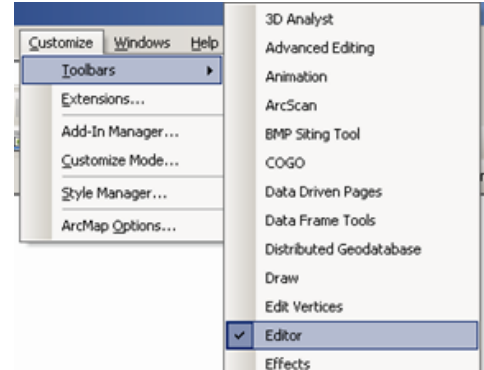 Customize Windows Help
Toolbars
Extensions...
Add-In Manager...
Customize Mode...
Style Manager...
ArcMap Options...
3D Analyst
Advanced Editing
Animation
ArcScan
BMP Siting Tool
COGO
Data Driven Pages
Data Frame Tools
Distributed Geodatabase
Draw
Edit Vertices
Editor
Effects